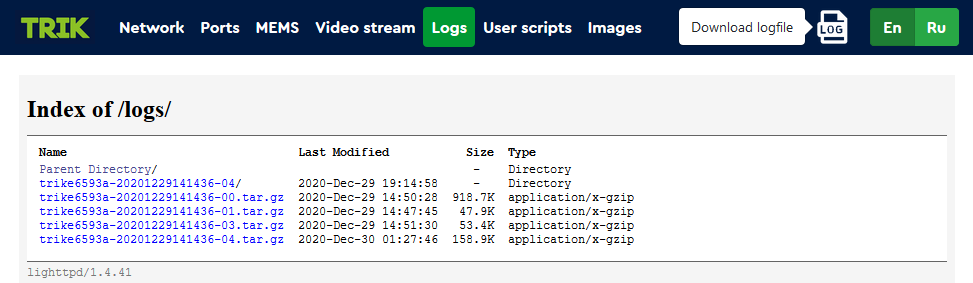 TRIK Network Ports MEMS Video stream Logs User scripts Images Download logfile LOG En Ru
Index of /logs/
Name Last Modified Size Type
Parent Directory/ - Directory
trike6593a-20201229141436-04/ 2020-Dec-29 19:14:58 - Directory
trike6593a-20201229141436-00.tar.gz 2020-Dec-29 14:50:28 918.7K application/x-gzip
trike6593a-20201229141436-01.tar.gz 2020-Dec-29 14:47:45 47.9K application/x-gzip
trike6593a-20201229141436-03.tar.gz 2020-Dec-29 14:51:30 53.4K application/x-gzip
trike6593a-20201229141436-04.tar.gz 2020-Dec-30 01:27:46 158.9K application/x-gzip
lighttpd/1.4.41